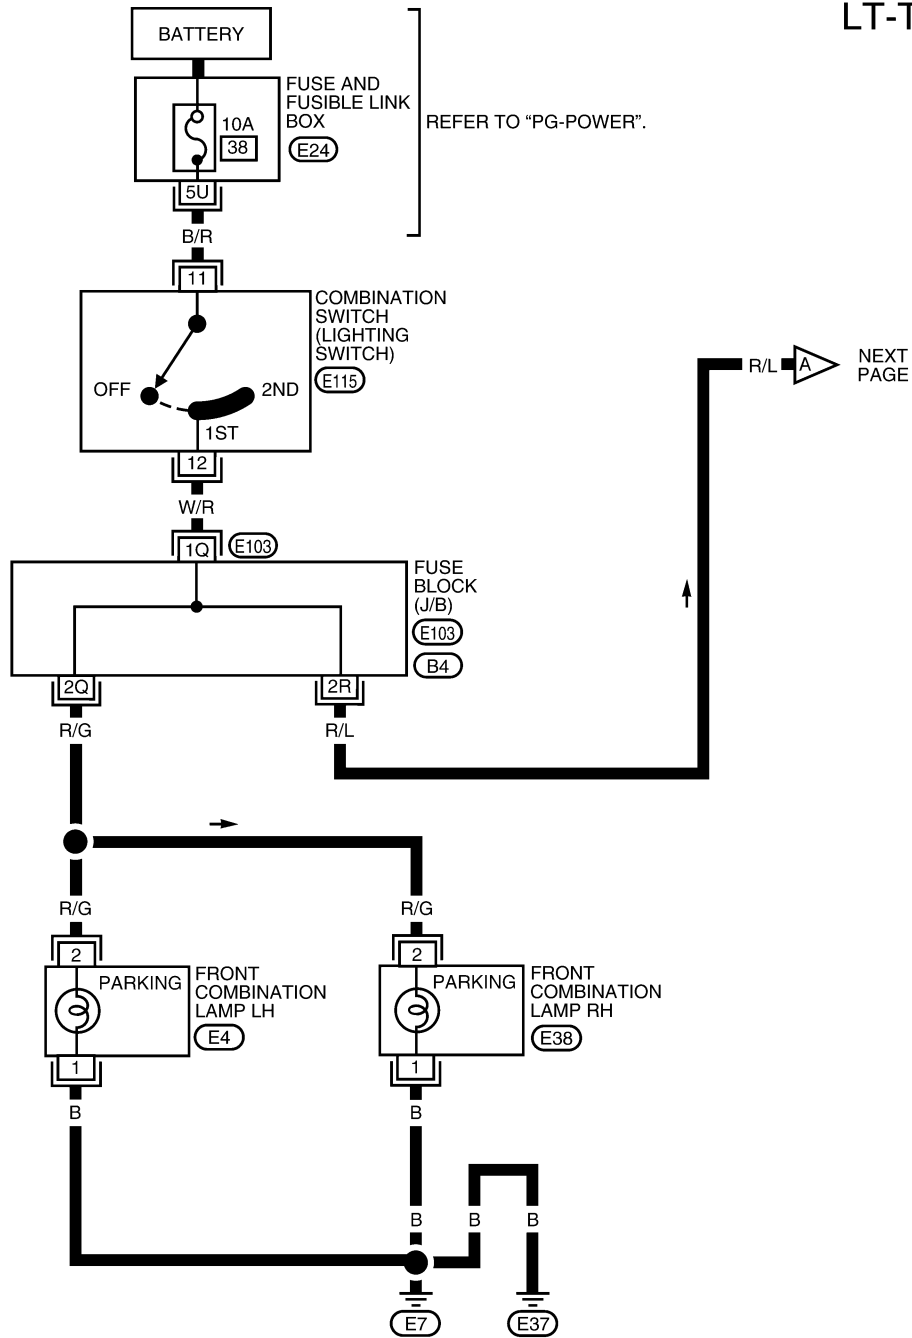 LT-T
BATTERY
FUSE AND
FUSIBLE LINK
BOX
10A
38
E24
REFER TO “PG-POWER”.
5U
B/R
11
COMBINATION
SWITCH
(LIGHTING
SWITCH)
E115
OFF
2ND
1ST
R/L
A
NEXT
PAGE
12
W/R
1Q
E103
FUSE
BLOCK
(J/B)
E103
B4
2Q
2R
R/G
R/L
R/G
R/G
2
2
PARKING
FRONT
COMBINATION
LAMP LH
E4
PARKING
FRONT
COMBINATION
LAMP RH
E38
1
1
B
B
B
B
B
E7
E37